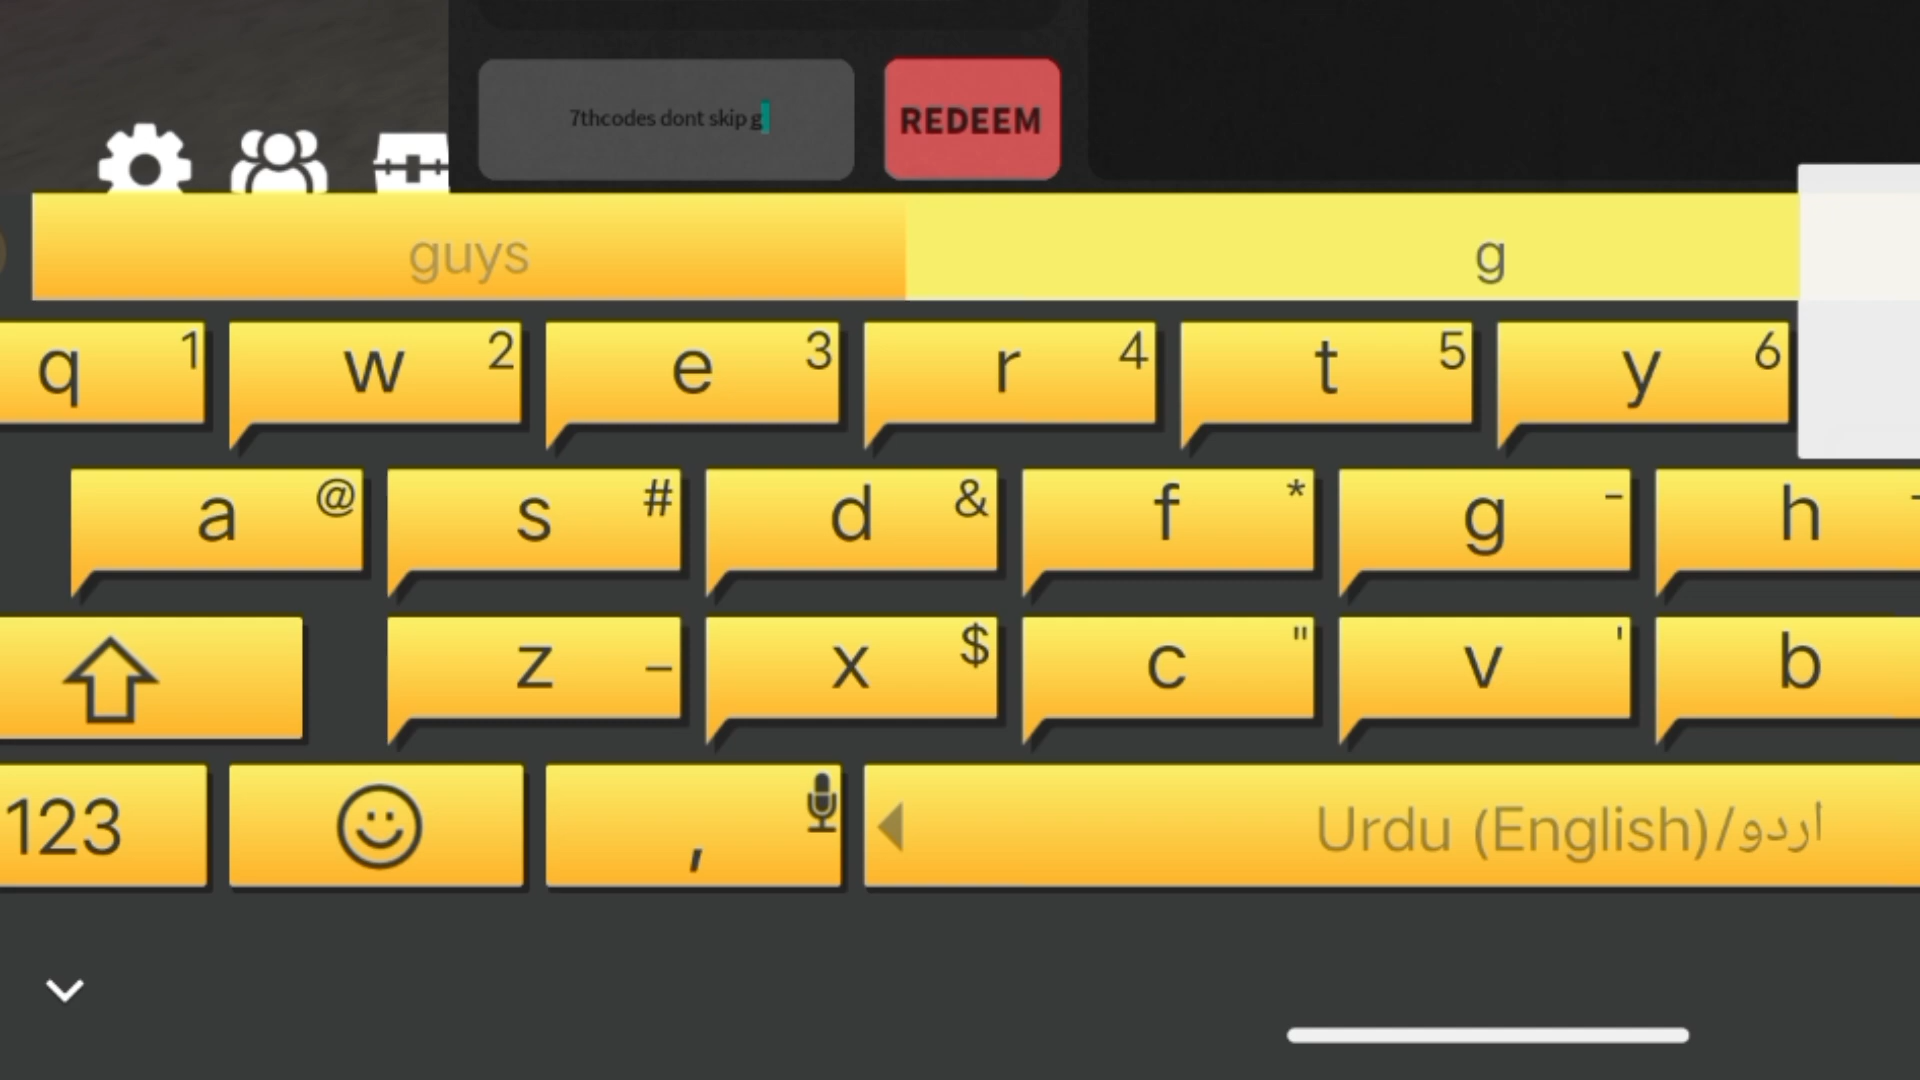 7thcodes dont skip g
REDEEM
guys g
q 1 w 2 e 3 r 4 t 5 y 6
a @ s # d & f * g - h
z _ x $ c " v ' b
123 , Urdu (English)/اردو